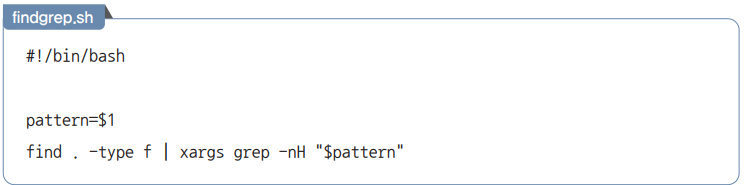 findgrep.sh
#!/bin/bash
pattern=$1
find . -type f | xargs grep -nH "$pattern"